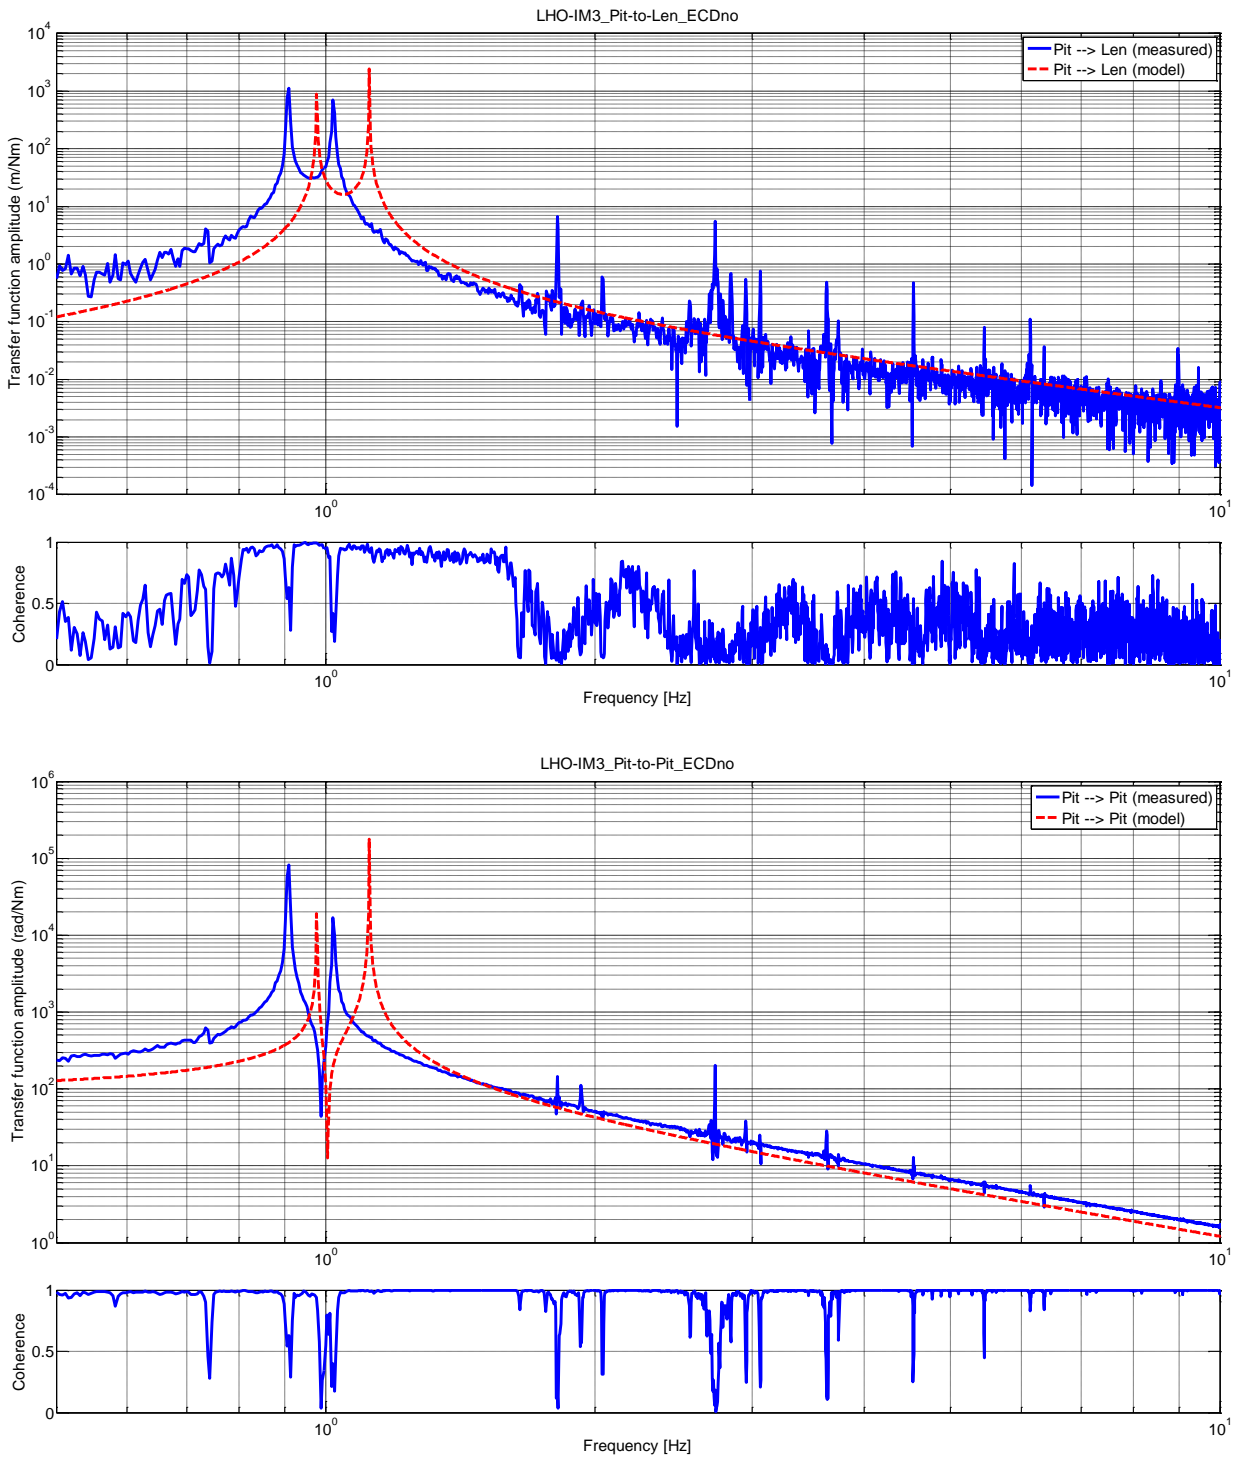 LHO-IM3_Pit-to-Len_ECDno
Transfer function amplitude (m/Nm)
10^4
10^3
10^2
10^1
10^0
10^-1
10^-2
10^-3
10^-4
Pit --> Len (measured)
Pit --> Len (model)
10^0
10^1
Coherence
1
0.5
0
10^0
10^1
Frequency [Hz]
LHO-IM3_Pit-to-Pit_ECDno
Transfer function amplitude (rad/Nm)
10^6
10^5
10^4
10^3
10^2
10^1
10^0
Pit --> Pit (measured)
Pit --> Pit (model)
10^0
10^1
Coherence
1
0.5
0
10^0
10^1
Frequency [Hz]